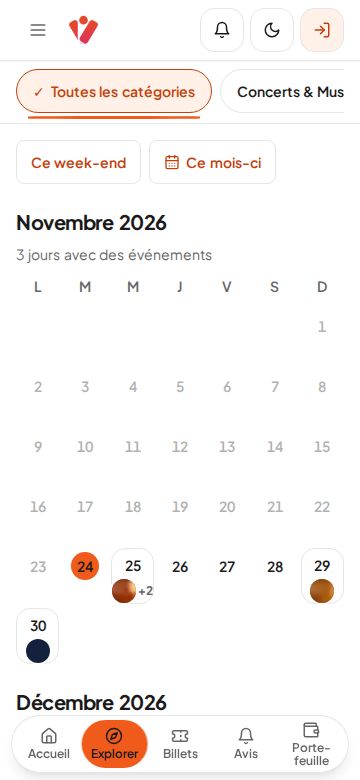 ✓ Toutes les catégories
Concerts & Mus
Ce week-end
Ce mois-ci
Novembre 2026
3 jours avec des événements
L M M J V S D
1
2 3 4 5 6 7 8
9 10 11 12 13 14 15
16 17 18 19 20 21 22
23 24 25 26 27 28 29
+2
30
Décembre 2026
Accueil Explorer Billets Avis Porte-
feuille